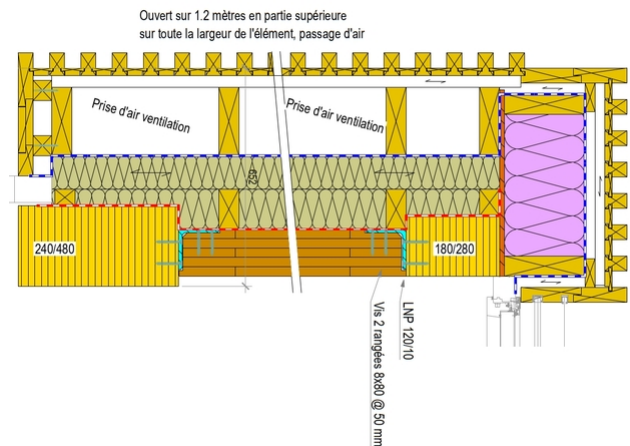 Ouvert sur 1.2 mètres en partie supérieure
sur toute la largeur de l'élément, passage d'air
Prise d'air ventilation
Prise d'air ventilation
652
240/480
180/280
LNP 120/10
Vis 2 rangées 8x80 @ 50 mm